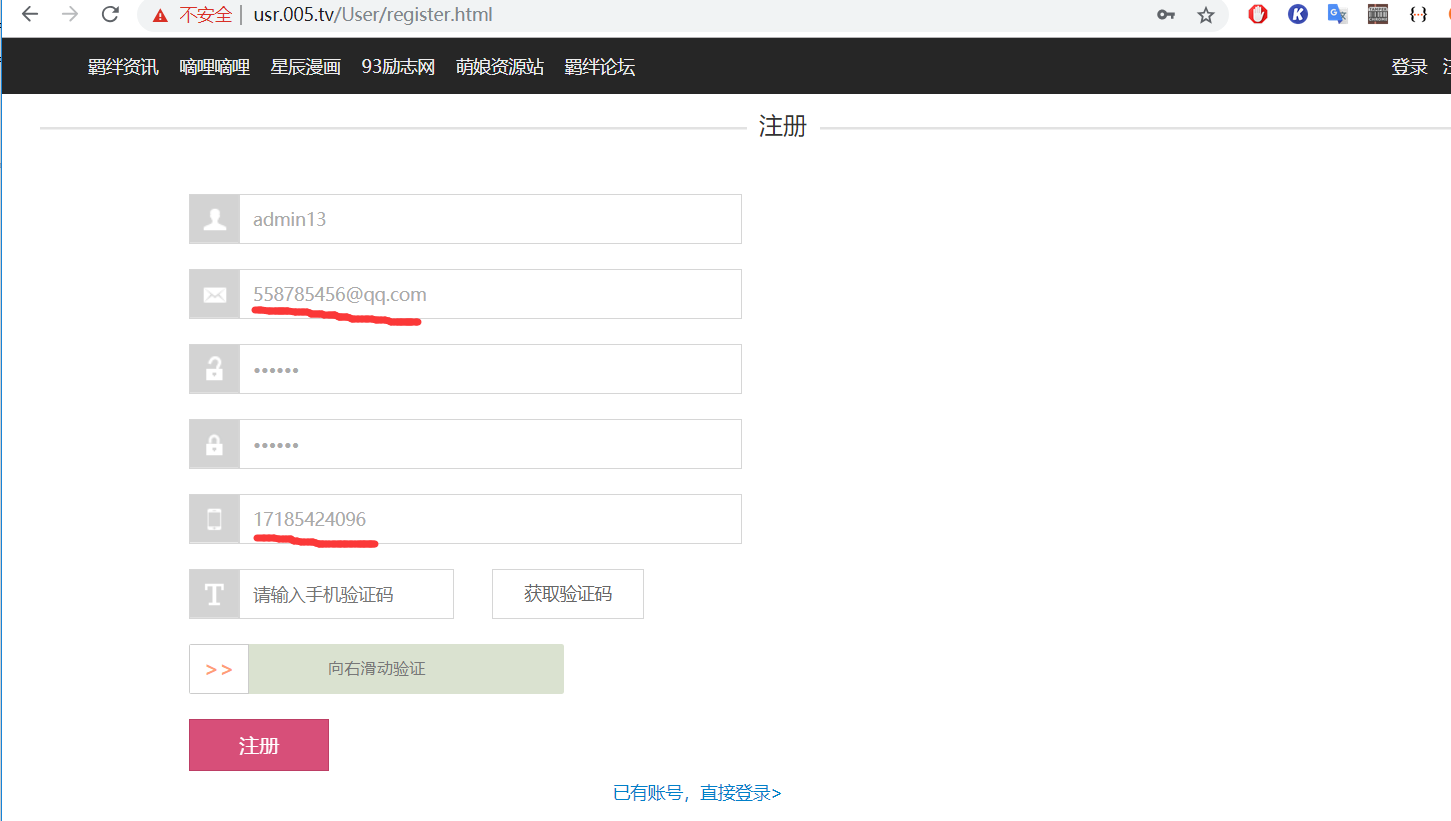 不安全 | usr.005.tv/User/register.html
羁绊资讯 嘀哩嘀哩 星辰漫画 93励志网 萌娘资源站 羁绊论坛 登录
注册
admin13
558785456@qq.com
••••••
••••••
17185424096
请输入手机验证码 获取验证码
>> 向右滑动验证
注册
已有账号，直接登录>